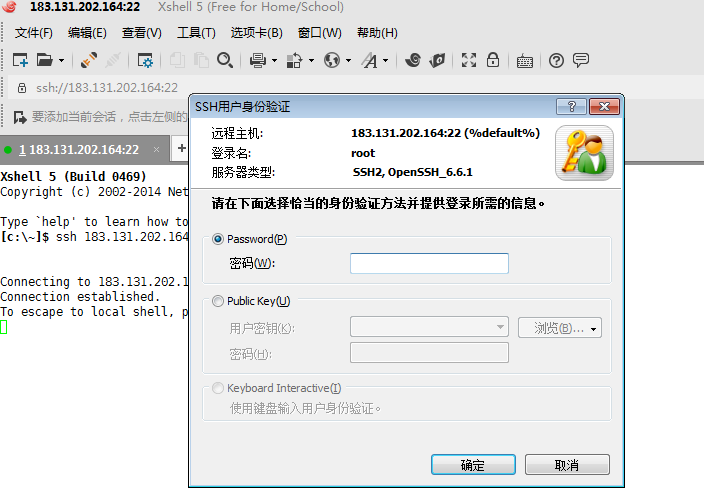 183.131.202.164:22 Xshell 5 (Free for Home/School)
文件(F) 编辑(E) 查看(V) 工具(T) 选项卡(B) 窗口(W) 帮助(H)
ssh://183.131.202.164:22
要添加当前会话，点击左侧的
1 183.131.202.164:22
Xshell 5 (Build 0469)
Copyright (c) 2002-2014 Net
Type `help' to learn how to
[c:\~]$ ssh 183.131.202.164
Connecting to 183.131.202.1
Connection established.
To escape to local shell, p
SSH用户身份验证
远程主机: 183.131.202.164:22 (%default%)
登录名: root
服务器类型: SSH2, OpenSSH_6.6.1
请在下面选择恰当的身份验证方法并提供登录所需的信息。
Password(P)
密码(W):
Public Key(U)
用户密钥(K): 浏览(B)...
密码(H):
Keyboard Interactive(I)
使用键盘输入用户身份验证。
确定 取消